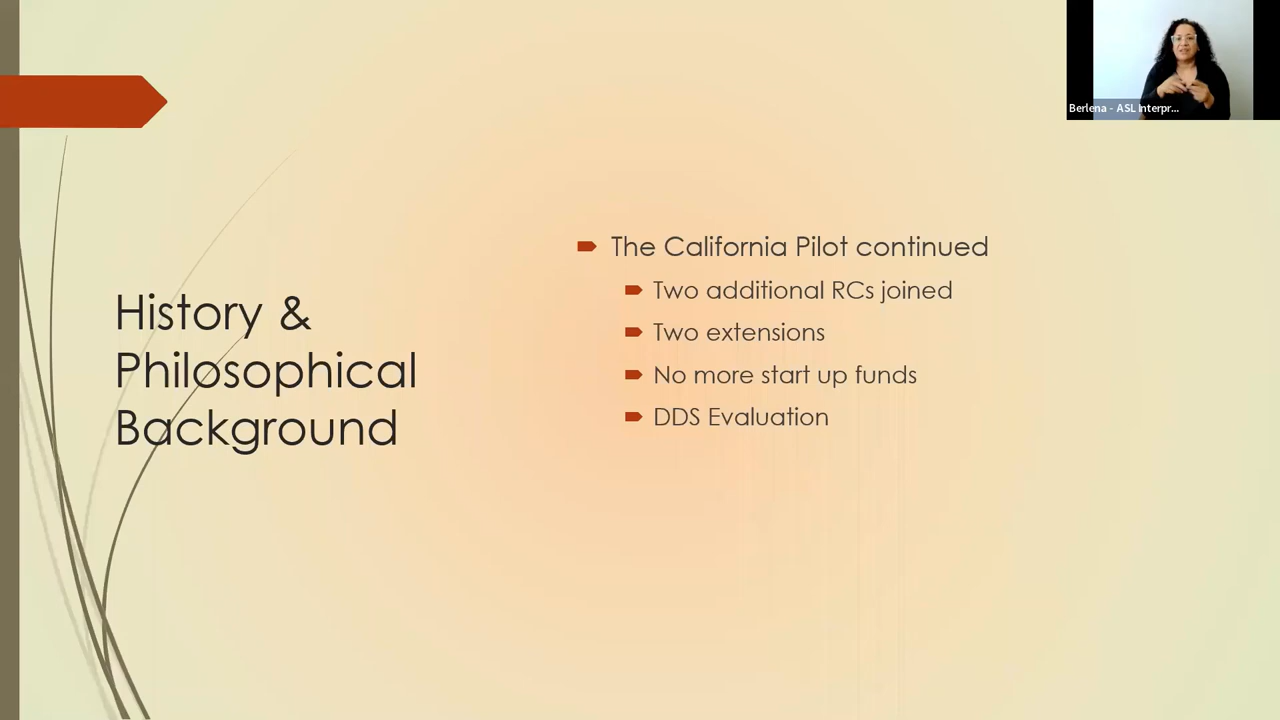 Berlena - ASL Interpr...
History &
Philosophical
Background
The California Pilot continued
Two additional RCs joined
Two extensions
No more start up funds
DDS Evaluation